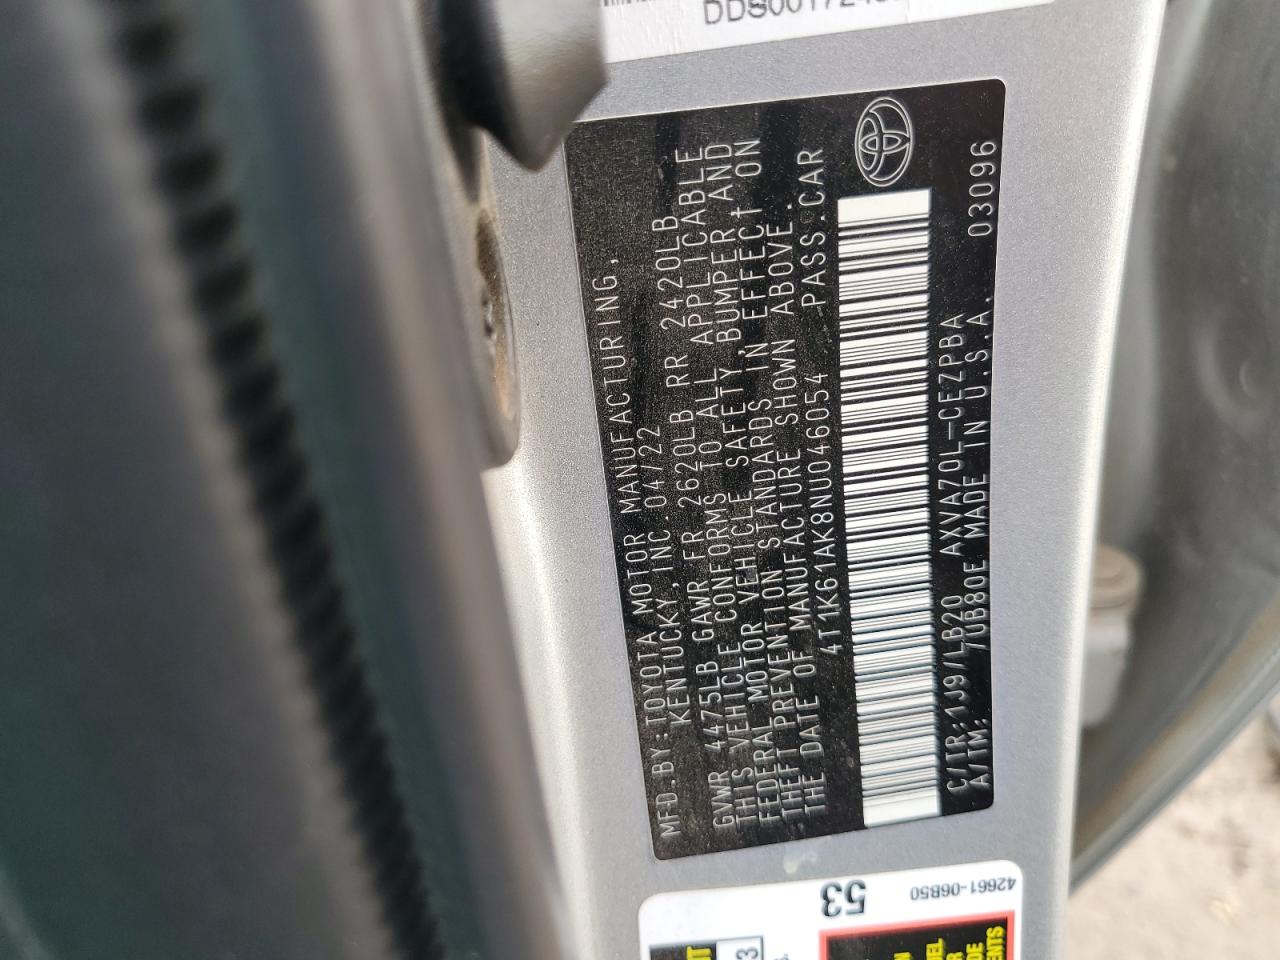 MFD.BY:TOYOTA MOTOR MANUFACTURING,
KENTUCKY,INC. 04/22
GVWR 4475LB GAWR FR 2620LB RR 2420LB
THIS VEHICLE CONFORMS TO ALL APPLICABLE
FEDERAL MOTOR VEHICLE SAFETY, BUMPER, AND
THEFT PREVENTION STANDARDS IN EFFECT ON
THE DATE OF MANUFACTURE SHOWN ABOVE.
4T1K61AK8NU046054 PASS.CAR
C/TR:1J9/LB20 AXVA70L-CEZPBA
A/TM: /UB80E MADE IN U.S.A. 03096
53
42661-06B50